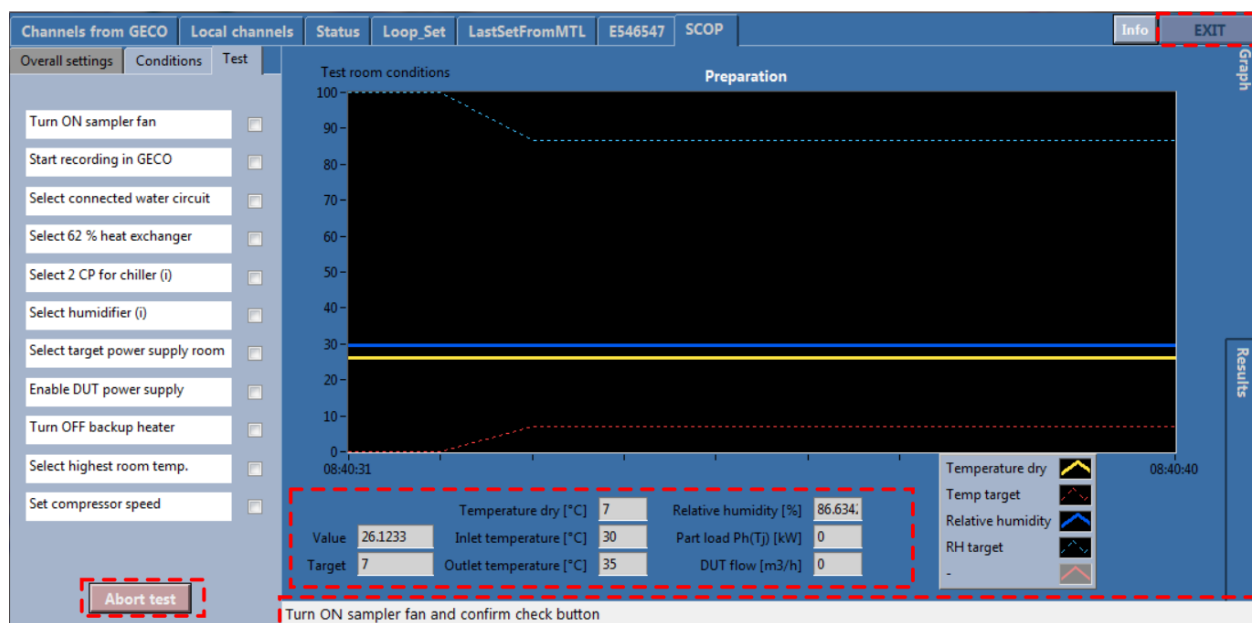 Channels from GECO Local channels Status Loop_Set LastSetFromMTL E546547 SCOP Info EXIT
Overall settings Conditions Test
Graph
Results
Turn ON sampler fan
Start recording in GECO
Select connected water circuit
Select 62 % heat exchanger
Select 2 CP for chiller (i)
Select humidifier (i)
Select target power supply room
Enable DUT power supply
Turn OFF backup heater
Select highest room temp.
Set compressor speed
Abort test
Test room conditions
Preparation
100
90
80
70
60
50
40
30
20
10
0
08:40:31
08:40:40
Temperature dry
Temp target
Relative humidity
RH target
-
Temperature dry [°C] 7 Relative humidity [%] 86.634
Value 26.1233 Inlet temperature [°C] 30 Part load Ph(Tj) [kW] 0
Target 7 Outlet temperature [°C] 35 DUT flow [m3/h] 0
Turn ON sampler fan and confirm check button